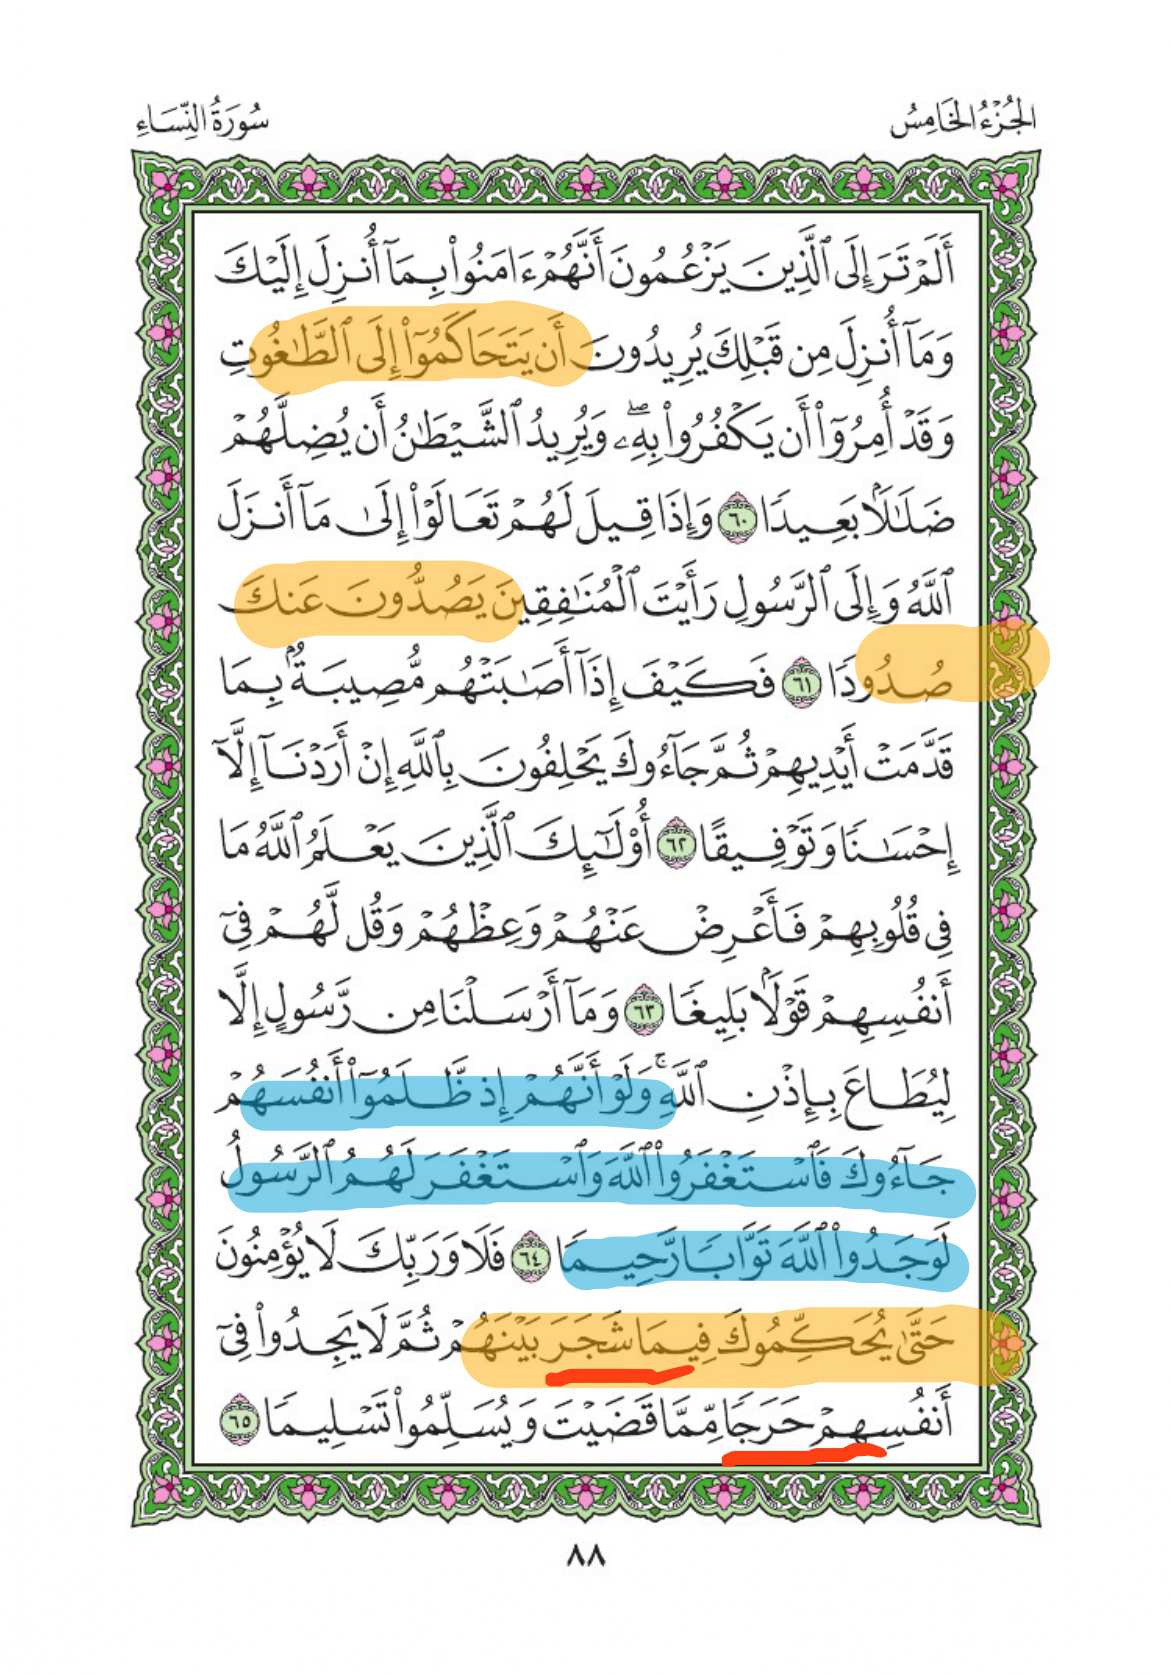 الجُزْءُ الخَامِسُ
سُورَةُ النِّسَاءِ
أَلَمۡ تَرَ إِلَى ٱلَّذِينَ يَزۡعُمُونَ أَنَّهُمۡ ءَامَنُواْ بِمَآ أُنزِلَ إِلَيۡكَ
وَمَآ أُنزِلَ مِن قَبۡلِكَ يُرِيدُونَ أَن يَتَحَاكَمُوٓاْ إِلَى ٱلطَّٰغُوتِ
وَقَدۡ أُمِرُوٓاْ أَن يَكۡفُرُواْ بِهِۦۖ وَيُرِيدُ ٱلشَّيۡطَٰنُ أَن يُضِلَّهُمۡ
ضَلَٰلَۢا بَعِيدٗا ٦٠ وَإِذَا قِيلَ لَهُمۡ تَعَالَوۡاْ إِلَىٰ مَآ أَنزَلَ
ٱللَّهُ وَإِلَى ٱلرَّسُولِ رَأَيۡتَ ٱلۡمُنَٰفِقِينَ يَصُدُّونَ عَنكَ
صُدُودٗا ٦١ فَكَيۡفَ إِذَآ أَصَٰبَتۡهُم مُّصِيبَةُۢ بِمَا
قَدَّمَتۡ أَيۡدِيهِمۡ ثُمَّ جَآءُوكَ يَحۡلِفُونَ بِٱللَّهِ إِنۡ أَرَدۡنَآ إِلَّآ
إِحۡسَٰنٗا وَتَوۡفِيقًا ٦٢ أُوْلَٰٓئِكَ ٱلَّذِينَ يَعۡلَمُ ٱللَّهُ مَا
فِي قُلُوبِهِمۡ فَأَعۡرِضۡ عَنۡهُمۡ وَعِظۡهُمۡ وَقُل لَّهُمۡ فِيٓ
أَنفُسِهِمۡ قَوۡلَۢا بَلِيغٗا ٦٣ وَمَآ أَرۡسَلۡنَا مِن رَّسُولٍ إِلَّا
لِيُطَاعَ بِإِذۡنِ ٱللَّهِۚ وَلَوۡ أَنَّهُمۡ إِذ ظَّلَمُوٓاْ أَنفُسَهُمۡ
جَآءُوكَ فَٱسۡتَغۡفَرُواْ ٱللَّهَ وَٱسۡتَغۡفَرَ لَهُمُ ٱلرَّسُولُ
لَوَجَدُواْ ٱللَّهَ تَوَّابٗا رَّحِيمٗا ٦٤ فَلَا وَرَبِّكَ لَا يُؤۡمِنُونَ
حَتَّىٰ يُحَكِّمُوكَ فِيمَا شَجَرَ بَيۡنَهُمۡ ثُمَّ لَا يَجِدُواْ فِيٓ
أَنفُسِهِمۡ حَرَجٗا مِّمَّا قَضَيۡتَ وَيُسَلِّمُواْ تَسۡلِيمٗا ٦٥
٨٨